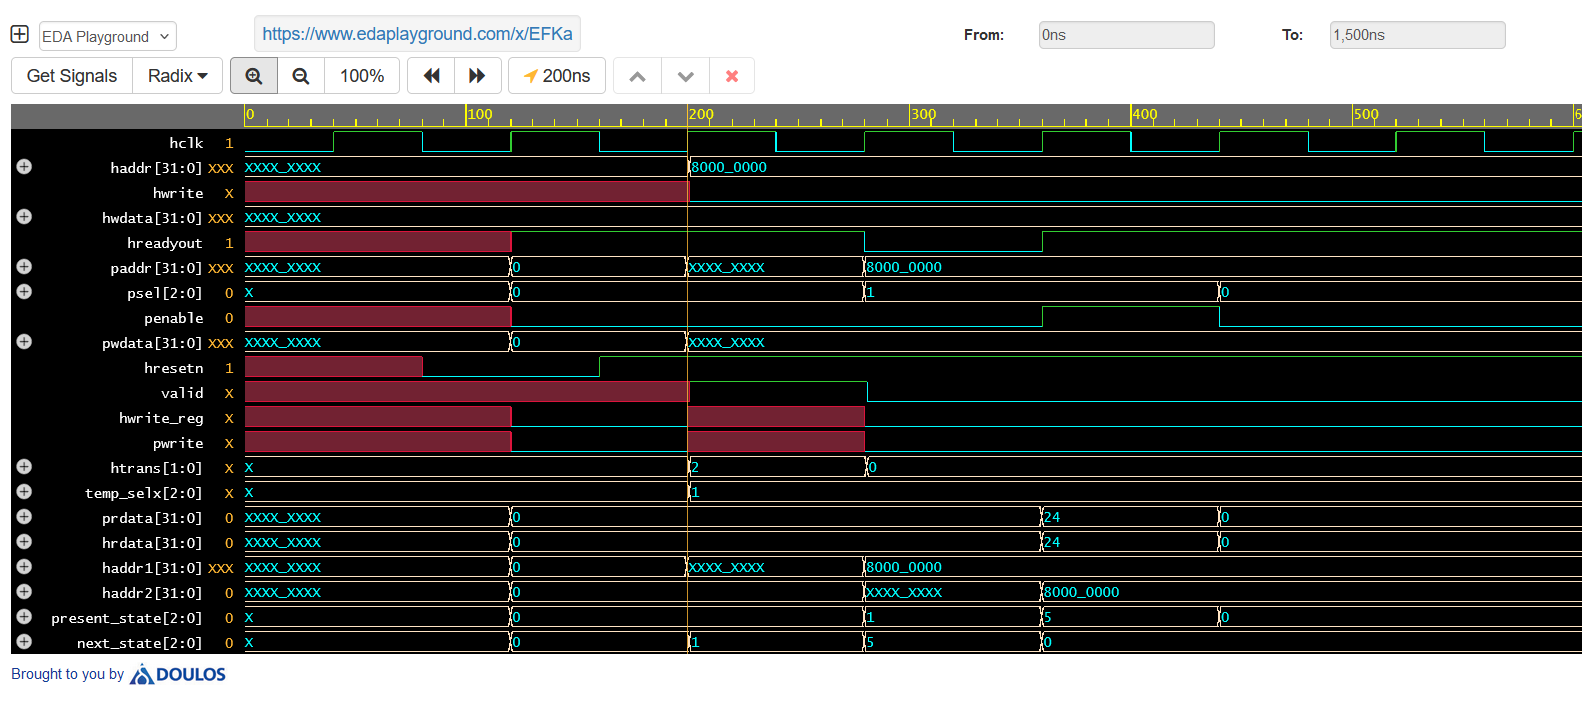 EDA Playground https://www.edaplayground.com/x/EFKa From: 0ns To: 1,500ns
Get Signals Radix 100% 200ns
0 100 200 300 400 500 6
hclk 1
haddr[31:0] XXX XXXX_XXXX 8000_0000
hwrite X
hwdata[31:0] XXX XXXX_XXXX
hreadyout 1
paddr[31:0] XXX XXXX_XXXX 0 XXXX_XXXX 8000_0000
psel[2:0] 0 X 0 1 0
penable 0
pwdata[31:0] XXX XXXX_XXXX 0 XXXX_XXXX
hresetn 1
valid X
hwrite_reg X
pwrite X
htrans[1:0] X X 2 0
temp_selx[2:0] X X 1
prdata[31:0] 0 XXXX_XXXX 0 24 0
hrdata[31:0] 0 XXXX_XXXX 0 24 0
haddr1[31:0] XXX XXXX_XXXX 0 XXXX_XXXX 8000_0000
haddr2[31:0] 0 XXXX_XXXX 0 XXXX_XXXX 8000_0000
present_state[2:0] 0 X 0 1 5 0
next_state[2:0] 0 X 0 1 5 0
Brought to you by DOULOS